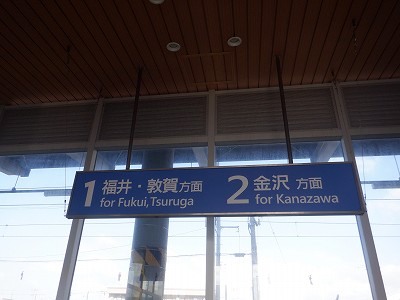 1 福井・敦賀方面
for Fukui, Tsuruga
2 金沢 方面
for Kanazawa